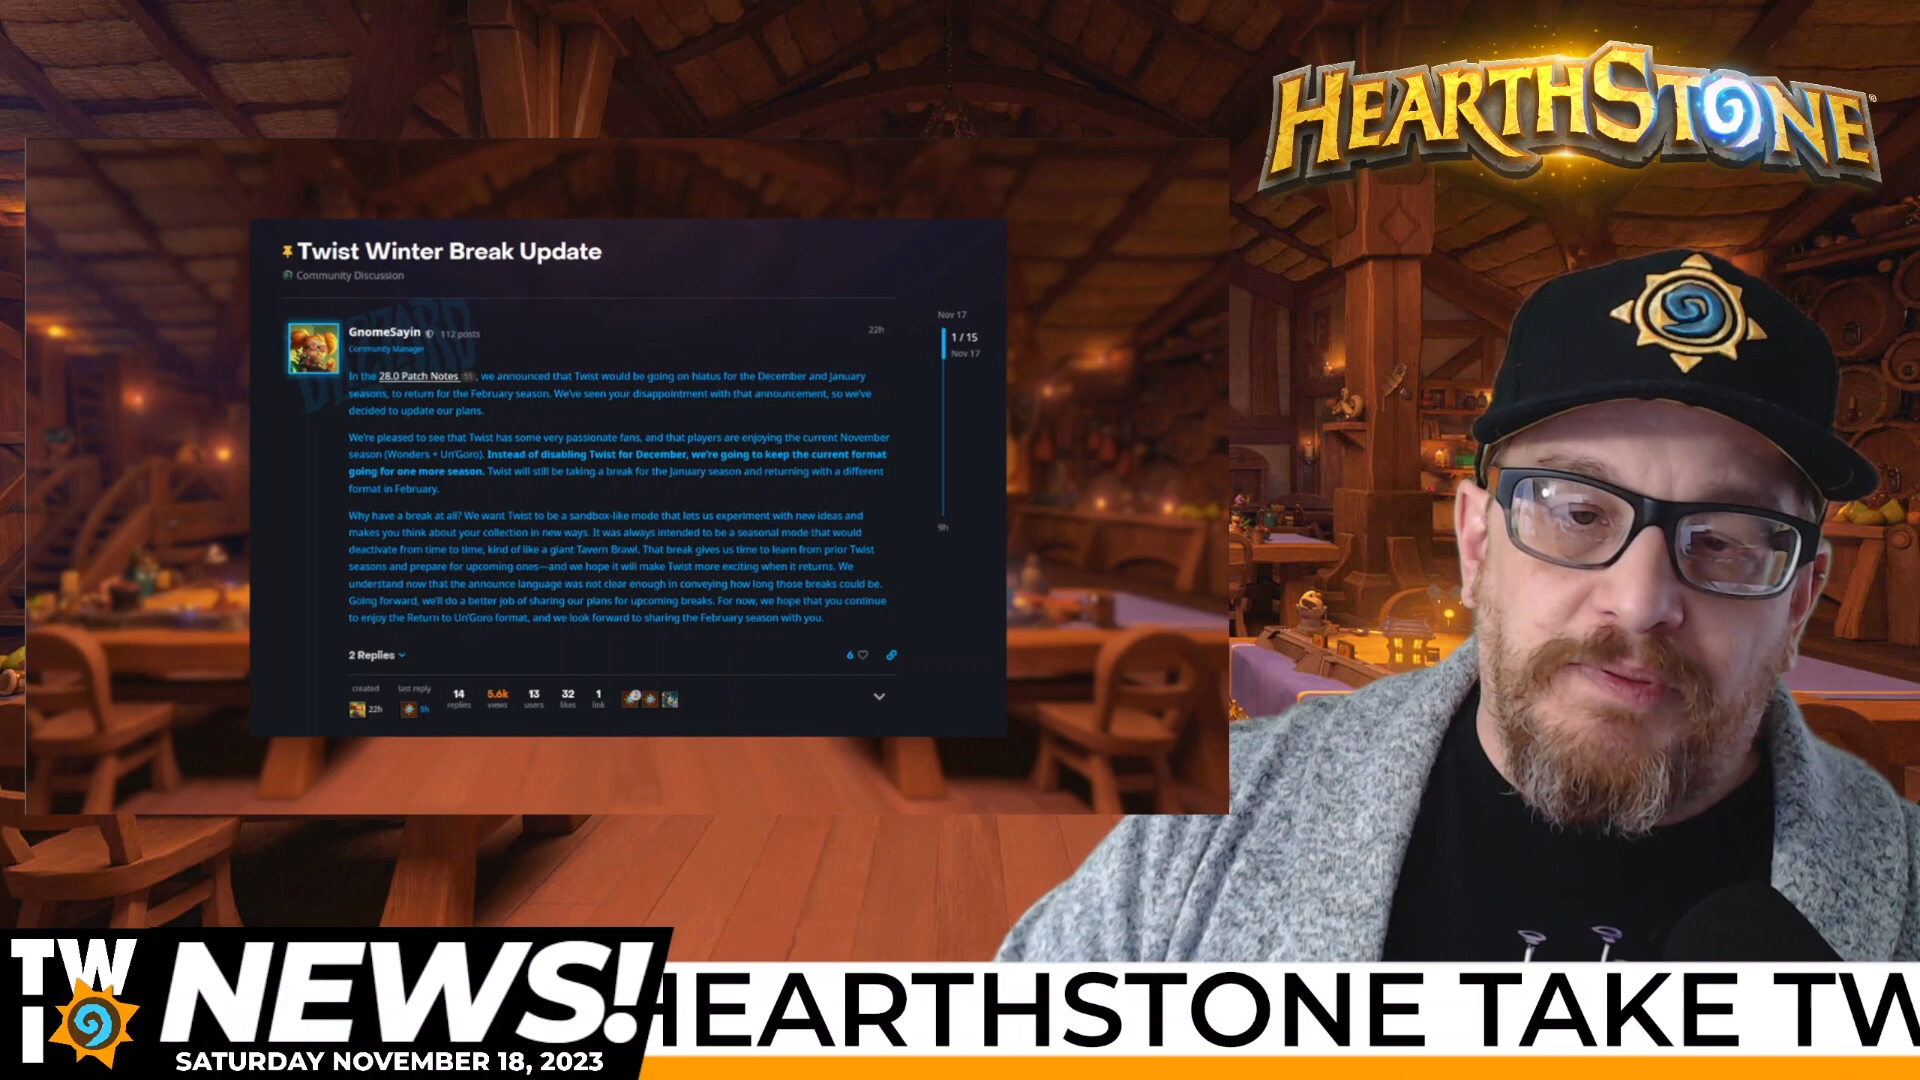 HEARTHSTONE
Twist Winter Break Update
Community Discussion
GnomeSayin 112 posts
22h
Community Manager
In the 28.0 Patch Notes 51, we announced that Twist would be going on hiatus for the December and January
seasons, to return for the February season. We've seen your disappointment with that announcement, so we've
decided to update our plans.
We're pleased to see that Twist has some very passionate fans, and that players are enjoying the current November
season (Wonders + Un'Goro). Instead of disabling Twist for December, we're going to keep the current format
going for one more season. Twist will still be taking a break for the January season and returning with a different
format in February.
Why have a break at all? We want Twist to be a sandbox-like mode that lets us experiment with new ideas and
makes you think about your collection in new ways. It was always intended to be a seasonal mode that would
deactivate from time to time, kind of like a giant Tavern Brawl. That break gives us time to learn from prior Twist
seasons and prepare for upcoming ones—and we hope it will make Twist more exciting when it returns. We
understand now that the announce language was not clear enough in conveying how long those breaks could be.
Going forward, we'll do a better job of sharing our plans for upcoming breaks. For now, we hope that you continue
to enjoy the Return to Un'Goro format, and we look forward to sharing the February season with you.
Nov 17
1 / 15
Nov 17
9h
2 Replies
6
created last reply
14 5.6k 13 32 1
replies views users likes link
22h 9h
2
TW
I
NEWS!
SATURDAY NOVEMBER 18, 2023
HEARTHSTONE TAKE TW